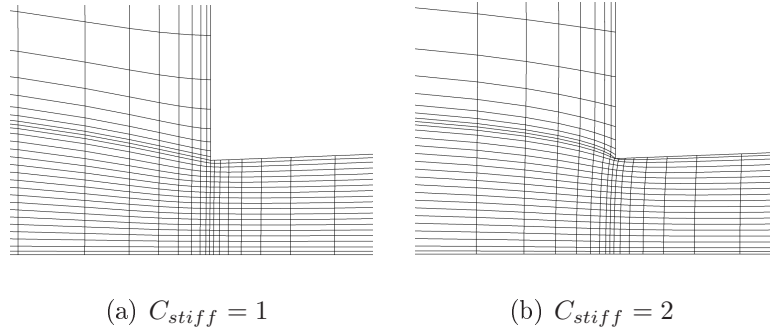 (a) C_{stiff} = 1
(b) C_{stiff} = 2